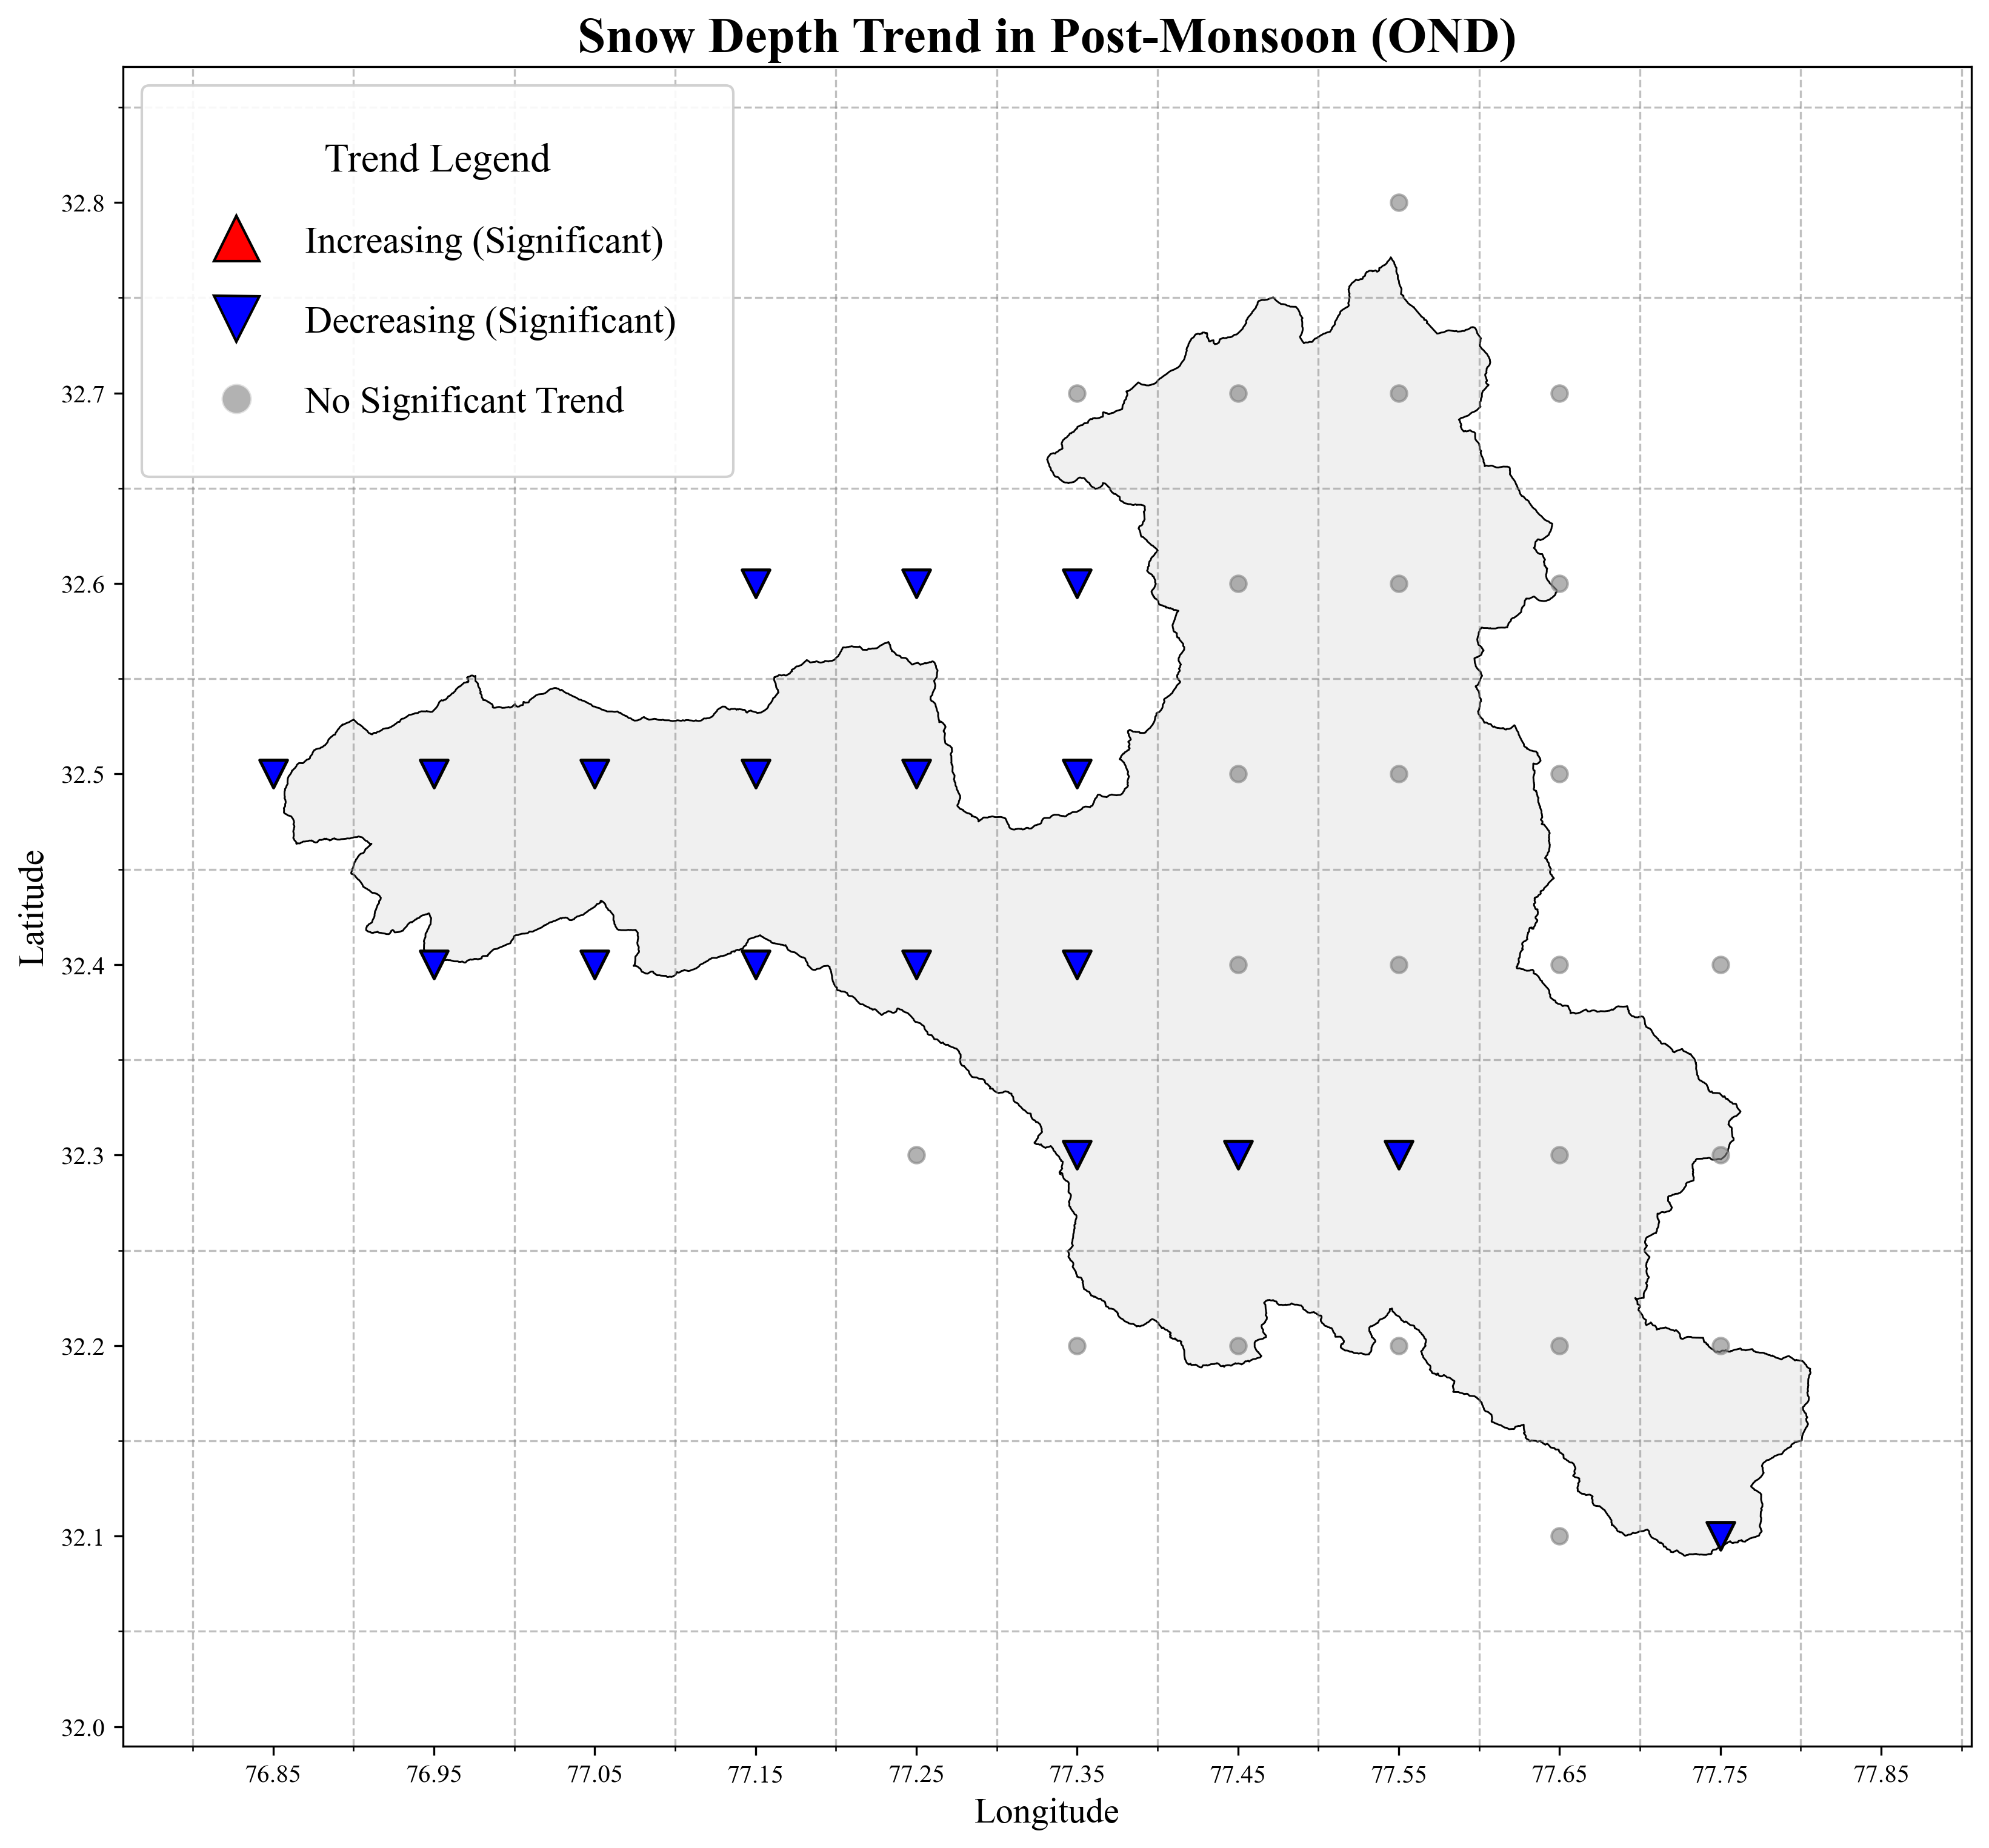 Snow Depth Trend in Post-Monsoon (OND)
Trend Legend
Increasing (Significant)
Decreasing (Significant)
No Significant Trend
Latitude
32.8
32.7
32.6
32.5
32.4
32.3
32.2
32.1
32.0
76.85 76.95 77.05 77.15 77.25 77.35 77.45 77.55 77.65 77.75 77.85
Longitude